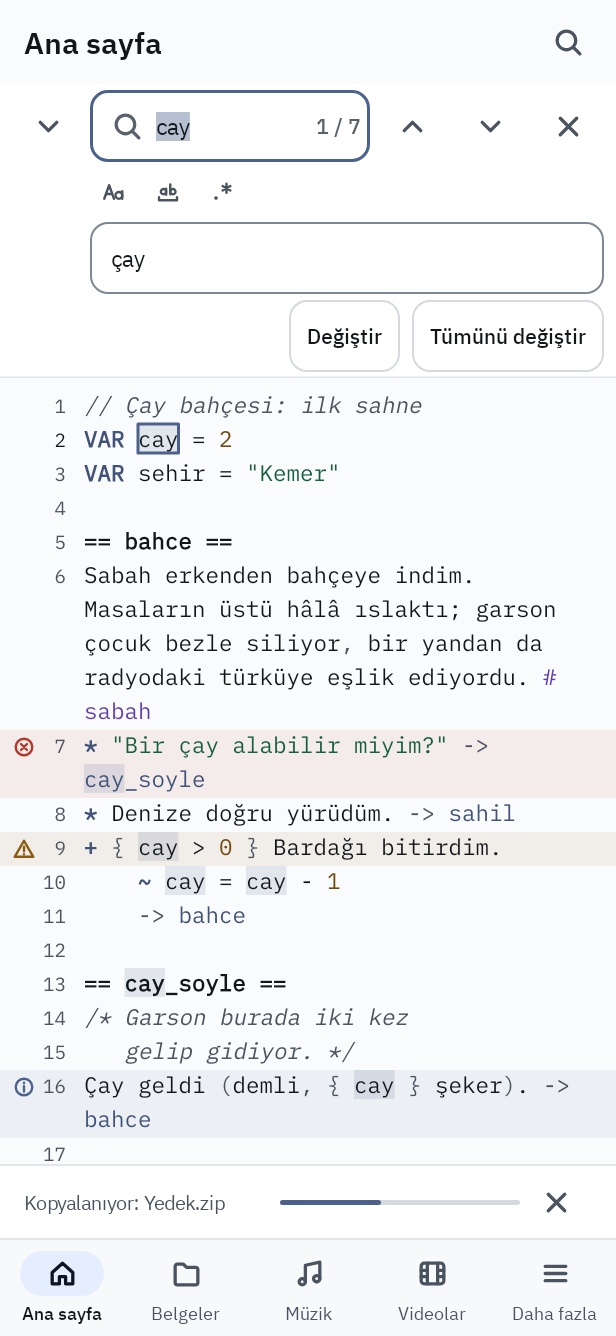 Ana sayfa
cay 1 / 7
Aa ab .*
çay
Değiştir Tümünü değiştir
1 // Çay bahçesi: ilk sahne
2 VAR cay = 2
3 VAR sehir = "Kemer"
4
5 == bahce ==
6 Sabah erkenden bahçeye indim.
Masaların üstü hâlâ ıslaktı; garson
çocuk bezle siliyor, bir yandan da
radyodaki türküye eşlik ediyordu. #
sabah
7 * "Bir çay alabilir miyim?" ->
cay_soyle
8 * Denize doğru yürüdüm. -> sahil
9 + { cay > 0 } Bardağı bitirdim.
10 ~ cay = cay - 1
11 -> bahce
12
13 == cay_soyle ==
14 /* Garson burada iki kez
15 gelip gidiyor. */
16 Çay geldi (demli, { cay } şeker). ->
bahce
17
Kopyalanıyor: Yedek.zip
Ana sayfa Belgeler Müzik Videolar Daha fazla